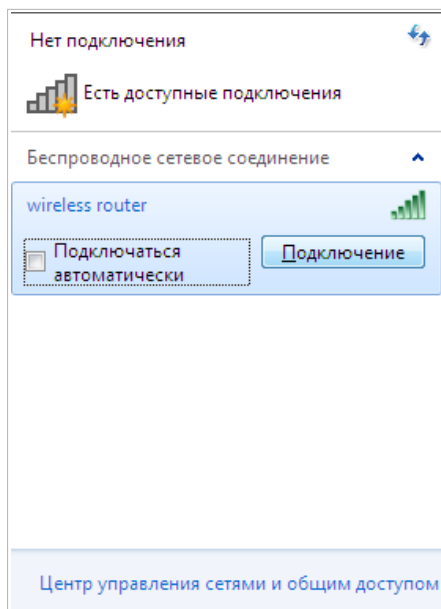 Нет подключения
Есть доступные подключения
Беспроводное сетевое соединение
wireless router
Подключаться
автоматически
Подключение
Центр управления сетями и общим доступом